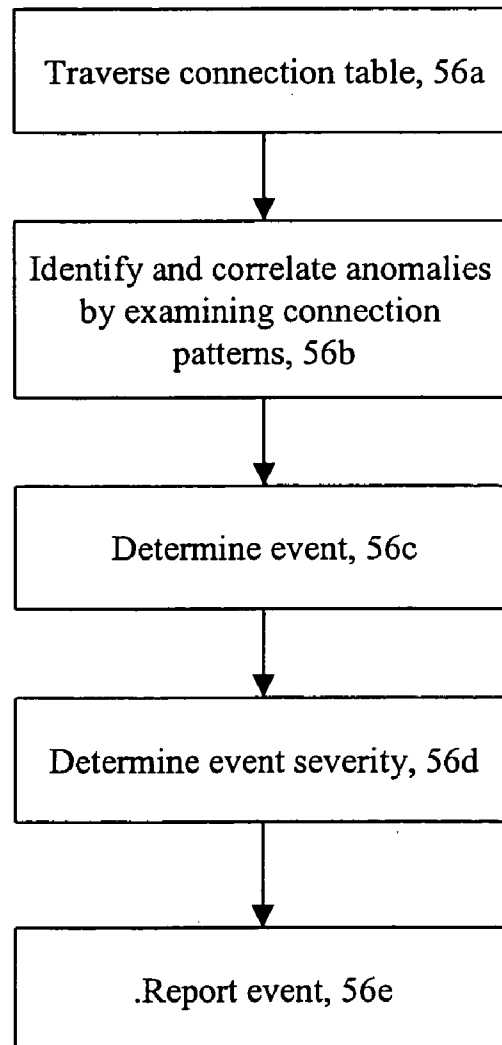 Traverse connection table, 56a
Identify and correlate anomalies
by examining connection
patterns, 56b
Determine event, 56c
Determine event severity, 56d
.Report event, 56e